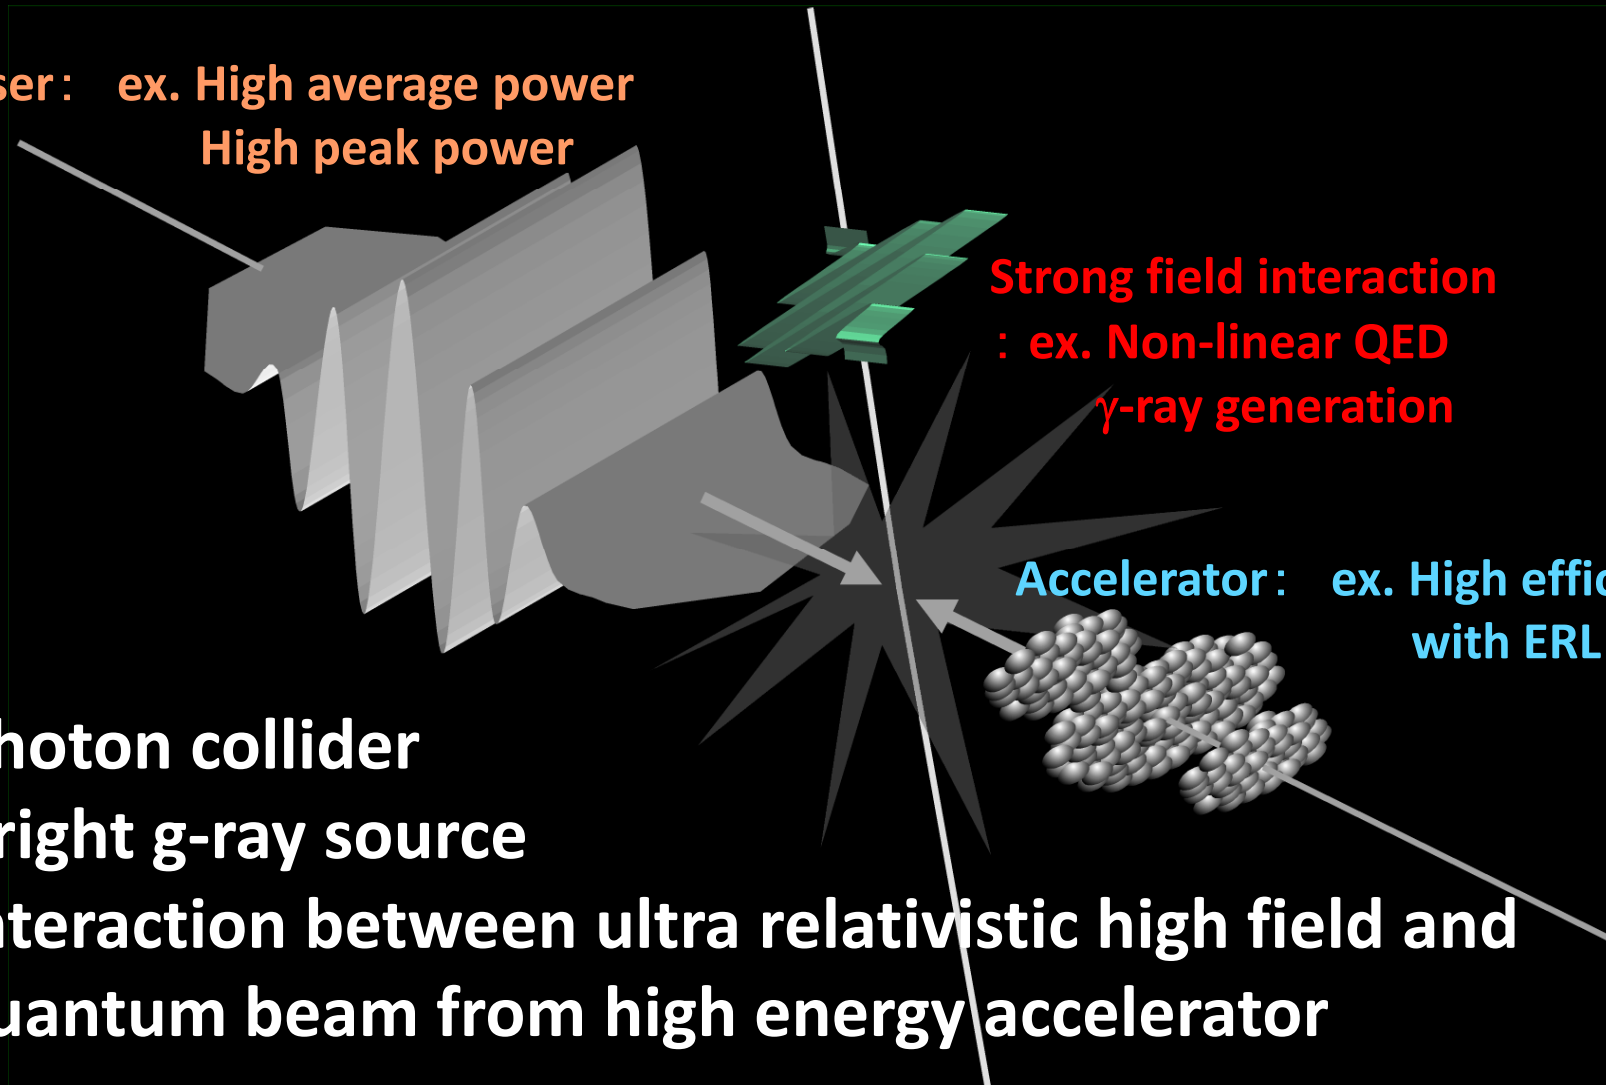 ser： ex. High average power
High peak power
Strong field interaction
：ex. Non-linear QED
γ-ray generation
Accelerator： ex. High effic
with ERL
hoton collider
right g-ray source
nteraction between ultra relativistic high field and
uantum beam from high energy accelerator